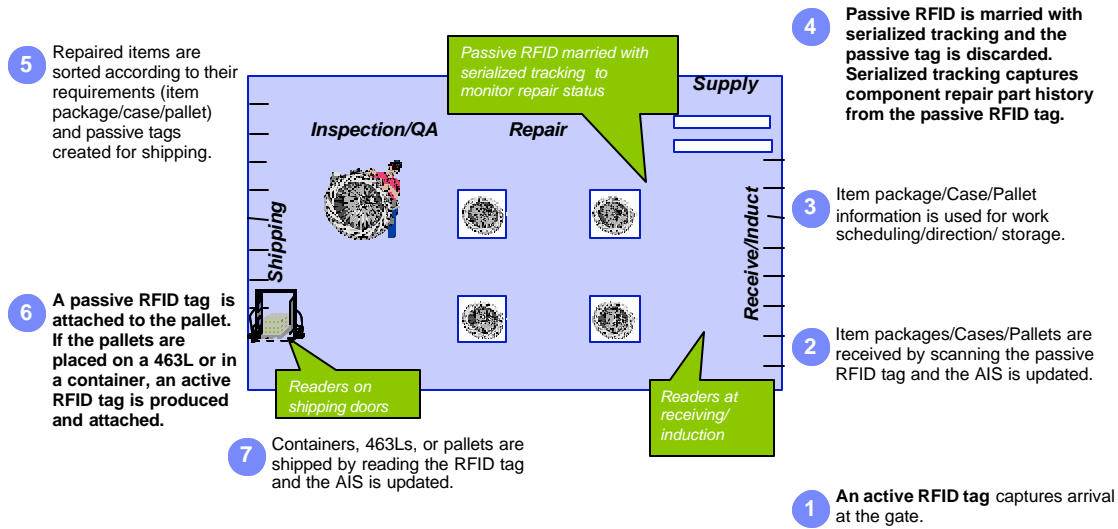 4
Passive RFID is married with
serialized tracking and the
passive tag is discarded.
Serialized tracking captures
component repair part history
from the passive RFID tag.
5
Repaired items are
sorted according to their
requirements (item
package/case/pallet)
and passive tags
created for shipping.
Passive RFID married with
serialized tracking to
monitor repair status
Supply
Inspection/QA
Repair
3
Item package/Case/Pallet
information is used for work
scheduling/direction/ storage.
Shipping
Receive/Induct
6
A passive RFID tag is
attached to the pallet.
If the pallets are
placed on a 463L or in
a container, an active
RFID tag is produced
and attached.
2
Item packages/Cases/Pallets are
received by scanning the passive
RFID tag and the AIS is updated.
Readers on
shipping doors
Readers at
receiving/
induction
7
Containers, 463Ls, or pallets are
shipped by reading the RFID tag
and the AIS is updated.
1
An active RFID tag captures arrival
at the gate.